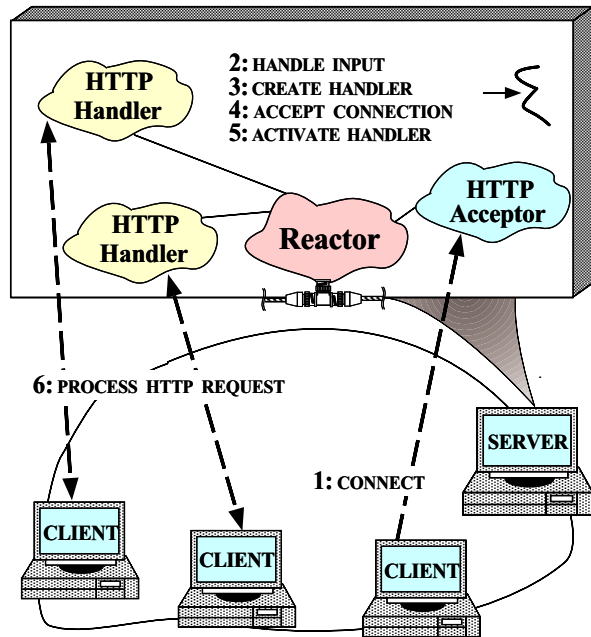 HTTP
Handler
2: HANDLE INPUT
3: CREATE HANDLER
4: ACCEPT CONNECTION
5: ACTIVATE HANDLER
HTTP
Acceptor
HTTP
Handler
Reactor
6: PROCESS HTTP REQUEST
SERVER
1: CONNECT
CLIENT
CLIENT
CLIENT